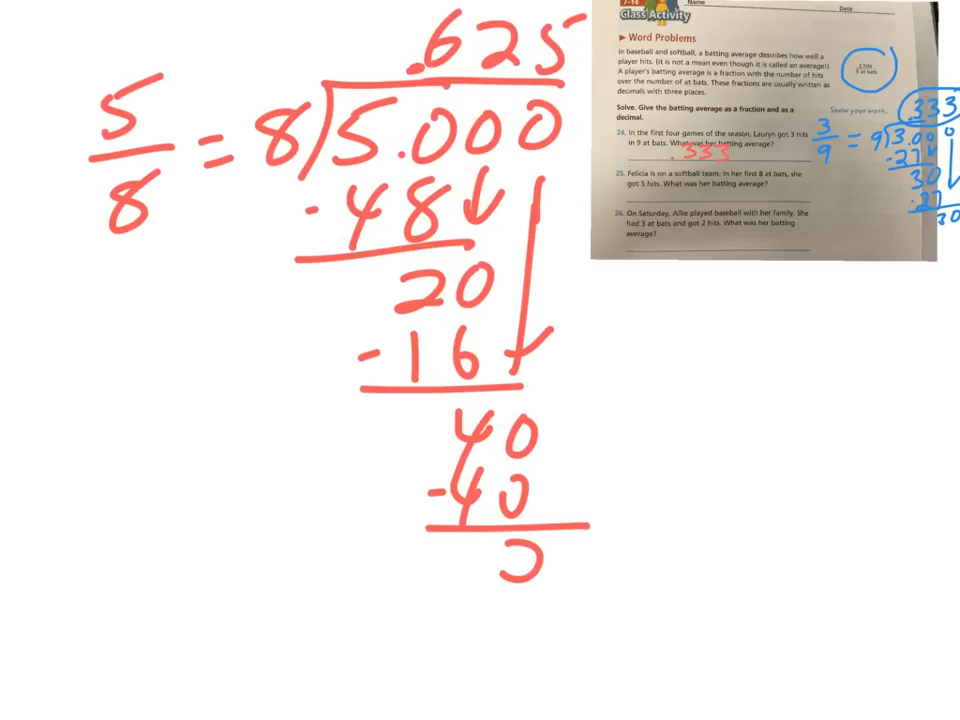 .625
5/8 = 8)5.000
-48
20
-16
40
-40
0
7-14
Class Activity
Name
Date
▶ Word Problems
In baseball and softball, a batting average describes how well a
player hits. (It is not a mean even though it is called an average!)
A player's batting average is a fraction with the number of hits
over the number of at bats. These fractions are usually written as
decimals with three places.
3 hits
9 at bats
Solve. Give the batting average as a fraction and as a
decimal.
Show your work.
24. In the first four games of the season, Lauryn got 3 hits
in 9 at bats. What was her batting average?
.333
25. Felicia is on a softball team. In her first 8 at bats, she
got 5 hits. What was her batting average?
26. On Saturday, Allie played baseball with her family. She
had 3 at bats and got 2 hits. What was her batting
average?
.333
3/9 = 9)3.000
-27
30
-27
30